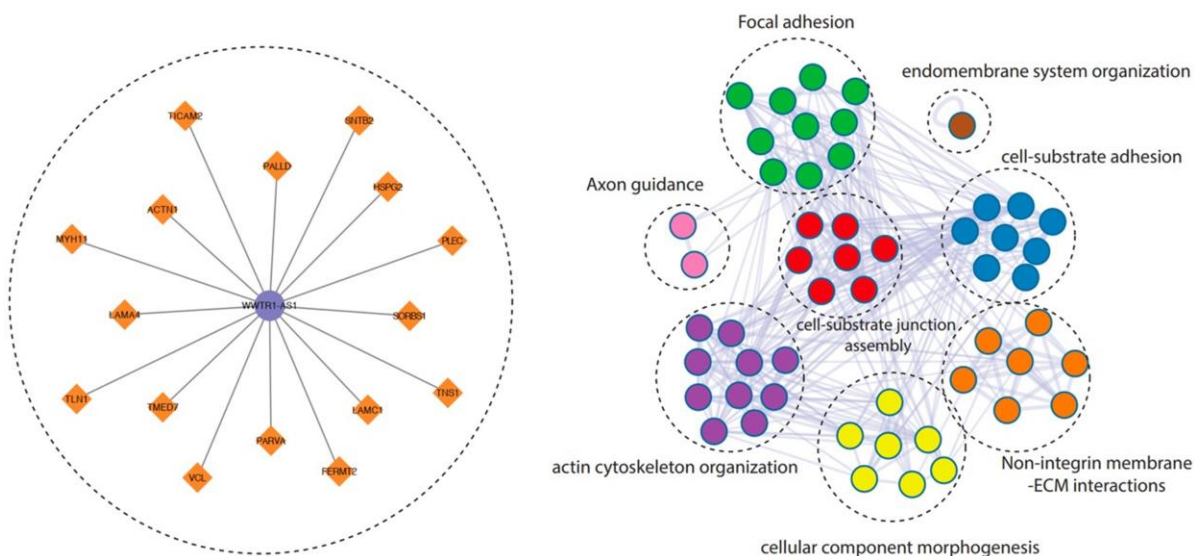 TICAM2
SNTB2
PALLD
HSPG2
ACTN1
MYH11
PLEC
WWTR1-AS1
LAMA4
SORBS1
TLN1
TMED7
LAMC1
TNS1
PARVA
VCL
FERMT2
Focal adhesion
endomembrane system organization
cell-substrate adhesion
Axon guidance
cell-substrate junction
assembly
actin cytoskeleton organization
Non-integrin membrane
-ECM interactions
cellular component morphogenesis